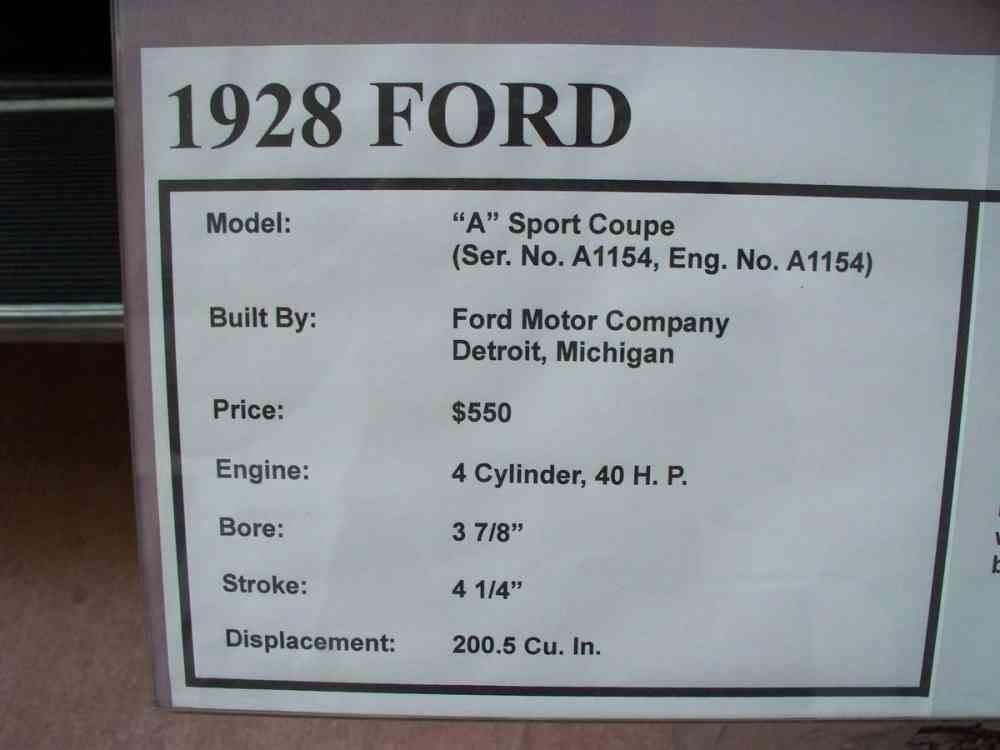 1928 FORD
Model: “A” Sport Coupe
(Ser. No. A1154, Eng. No. A1154)
Built By: Ford Motor Company
Detroit, Michigan
Price: $550
Engine: 4 Cylinder, 40 H. P.
Bore: 3 7/8”
Stroke: 4 1/4”
Displacement: 200.5 Cu. In.